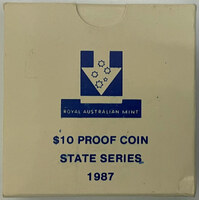 ROYAL AUSTRALIAN MINT
$10 PROOF COIN
STATE SERIES
1987